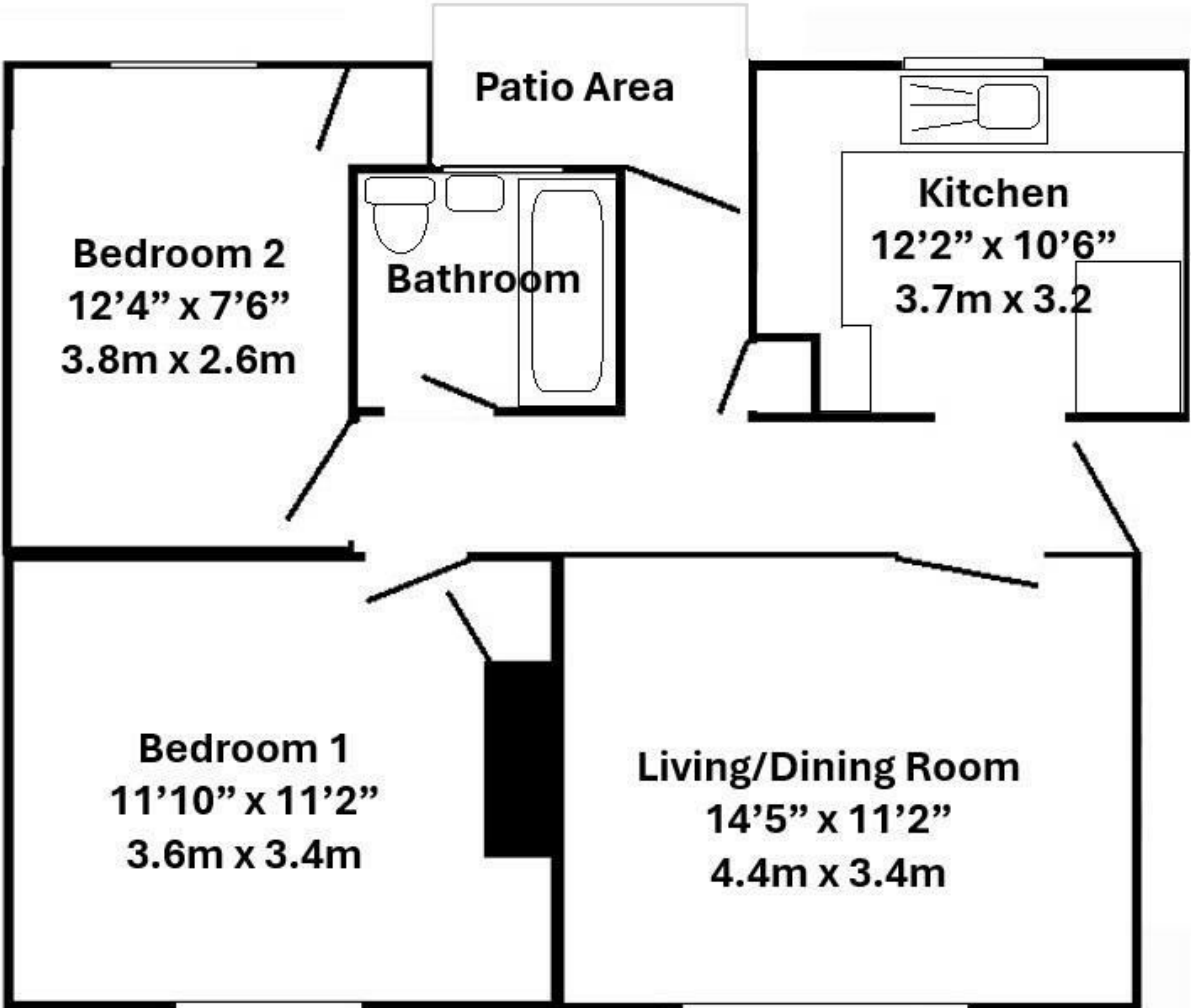 Patio Area
Kitchen
12’2” x 10’6”
3.7m x 3.2
Bedroom 2
12’4” x 7’6”
3.8m x 2.6m
Bathroom
Bedroom 1
11’10” x 11’2”
3.6m x 3.4m
Living/Dining Room
14’5” x 11’2”
4.4m x 3.4m